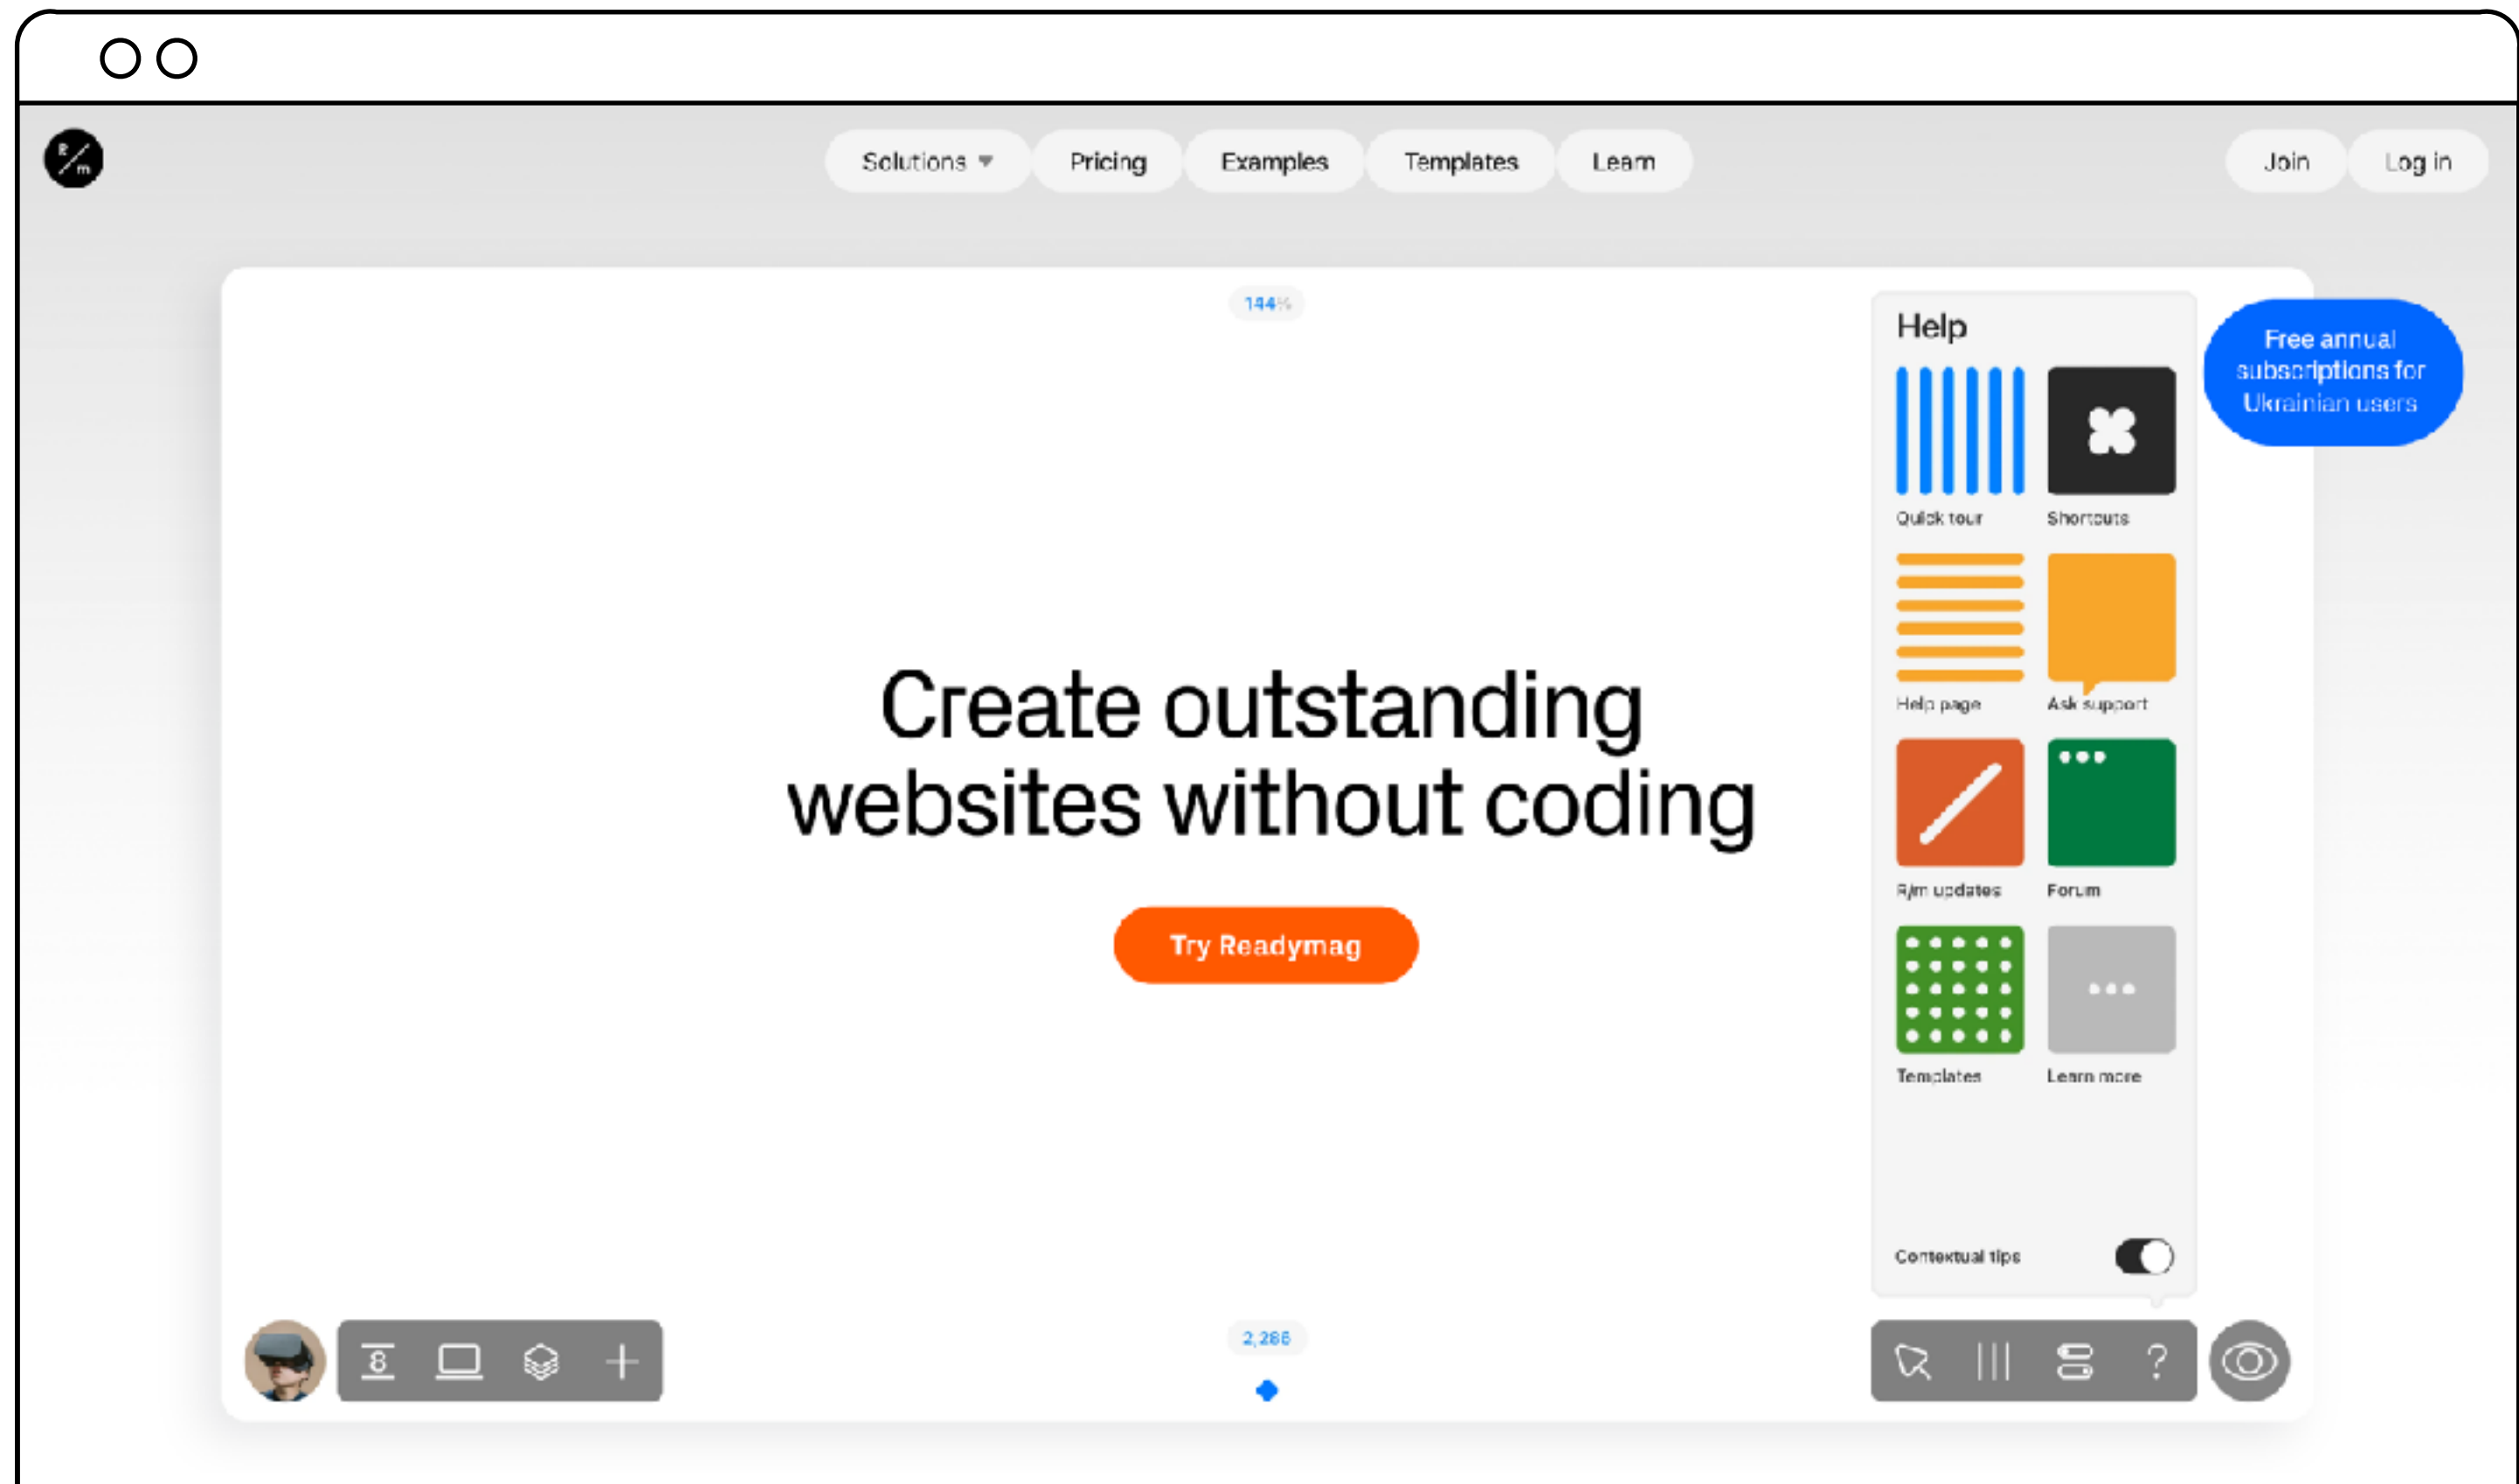 R/m
Solutions
Pricing
Examples
Templates
Learn
Join
Log in
144%
Help
Free annual
subscriptions for
Ukrainian users
Quick tour
Shortcuts
Create outstanding
websites without coding
Help page
Ask support
R/m updates
Forum
Try Readymag
Templates
Learn more
Contextual tips
8
2,286
?